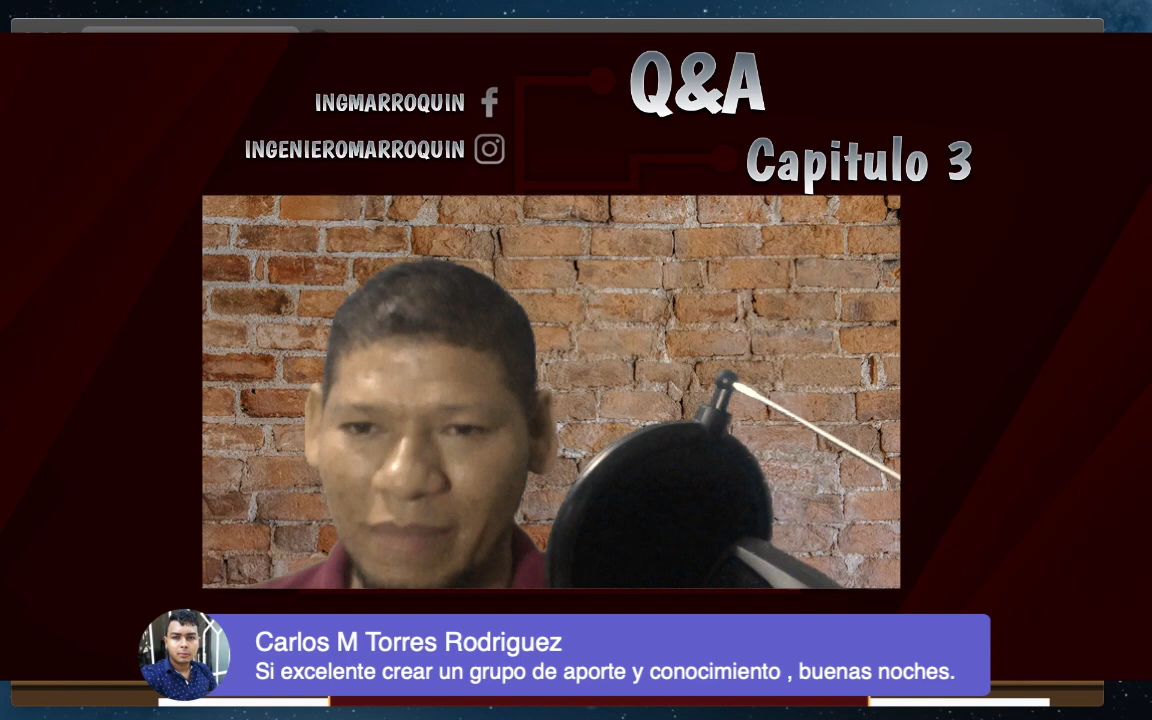 Q&A
INGMARROQUIN
INGENIEROMARROQUIN
Capitulo 3
Carlos M Torres Rodriguez
Si excelente crear un grupo de aporte y conocimiento , buenas noches.